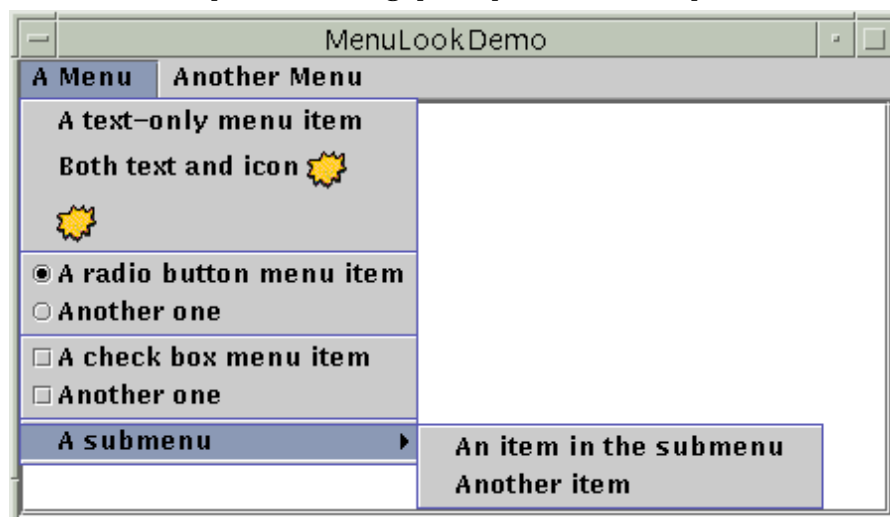 MenuLookDemo
A Menu Another Menu
A text-only menu item
Both text and icon
A radio button menu item
Another one
A check box menu item
Another one
A submenu
An item in the submenu
Another item